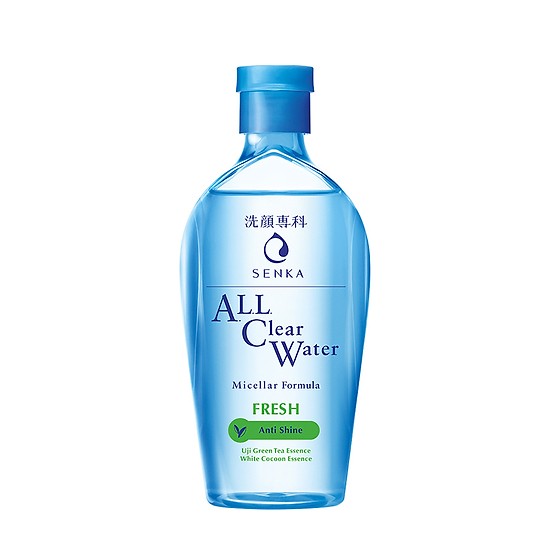 洗顔専科
SENKA
A.L.L.
Clear
Water
Micellar Formula
FRESH
Anti Shine
Uji Green Tea Essence
White Cocoon Essence